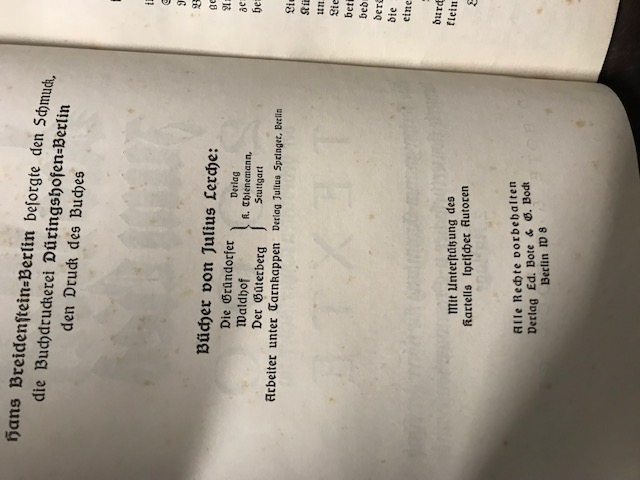 Hans Breidenstein=Berlin besorgte den Schmuck,
die Buchdruckerei Düringshofen=Berlin
den Druck des Buches
Bücher von Julius Lerche:
Die Gründorfer
Waldhof
Der Güterberg
} Verlag
K. Thienemann,
Stuttgart
Arbeiter unter Tarnkappen Verlag Julius Springer, Berlin
Mit Unterstützung des
Kartells lyrischer Autoren
Alle Rechte vorbehalten
Verlag Ed. Bote & G. Bock
Berlin W 8